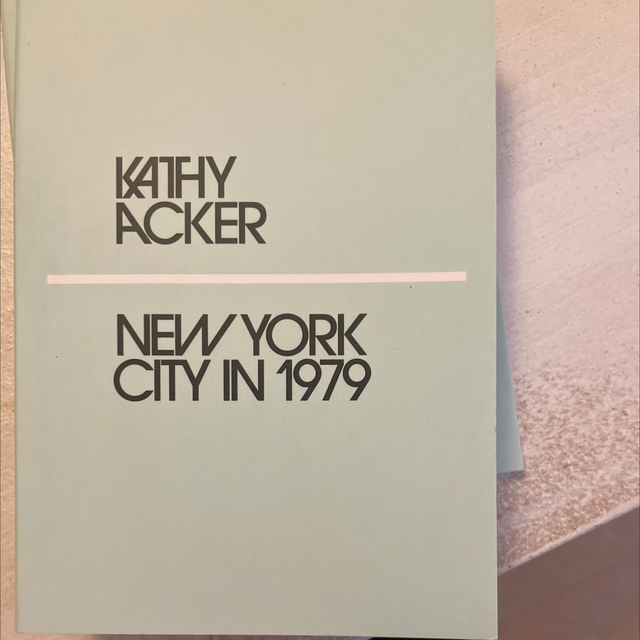 KATHY
ACKER
NEW YORK
CITY IN 1979